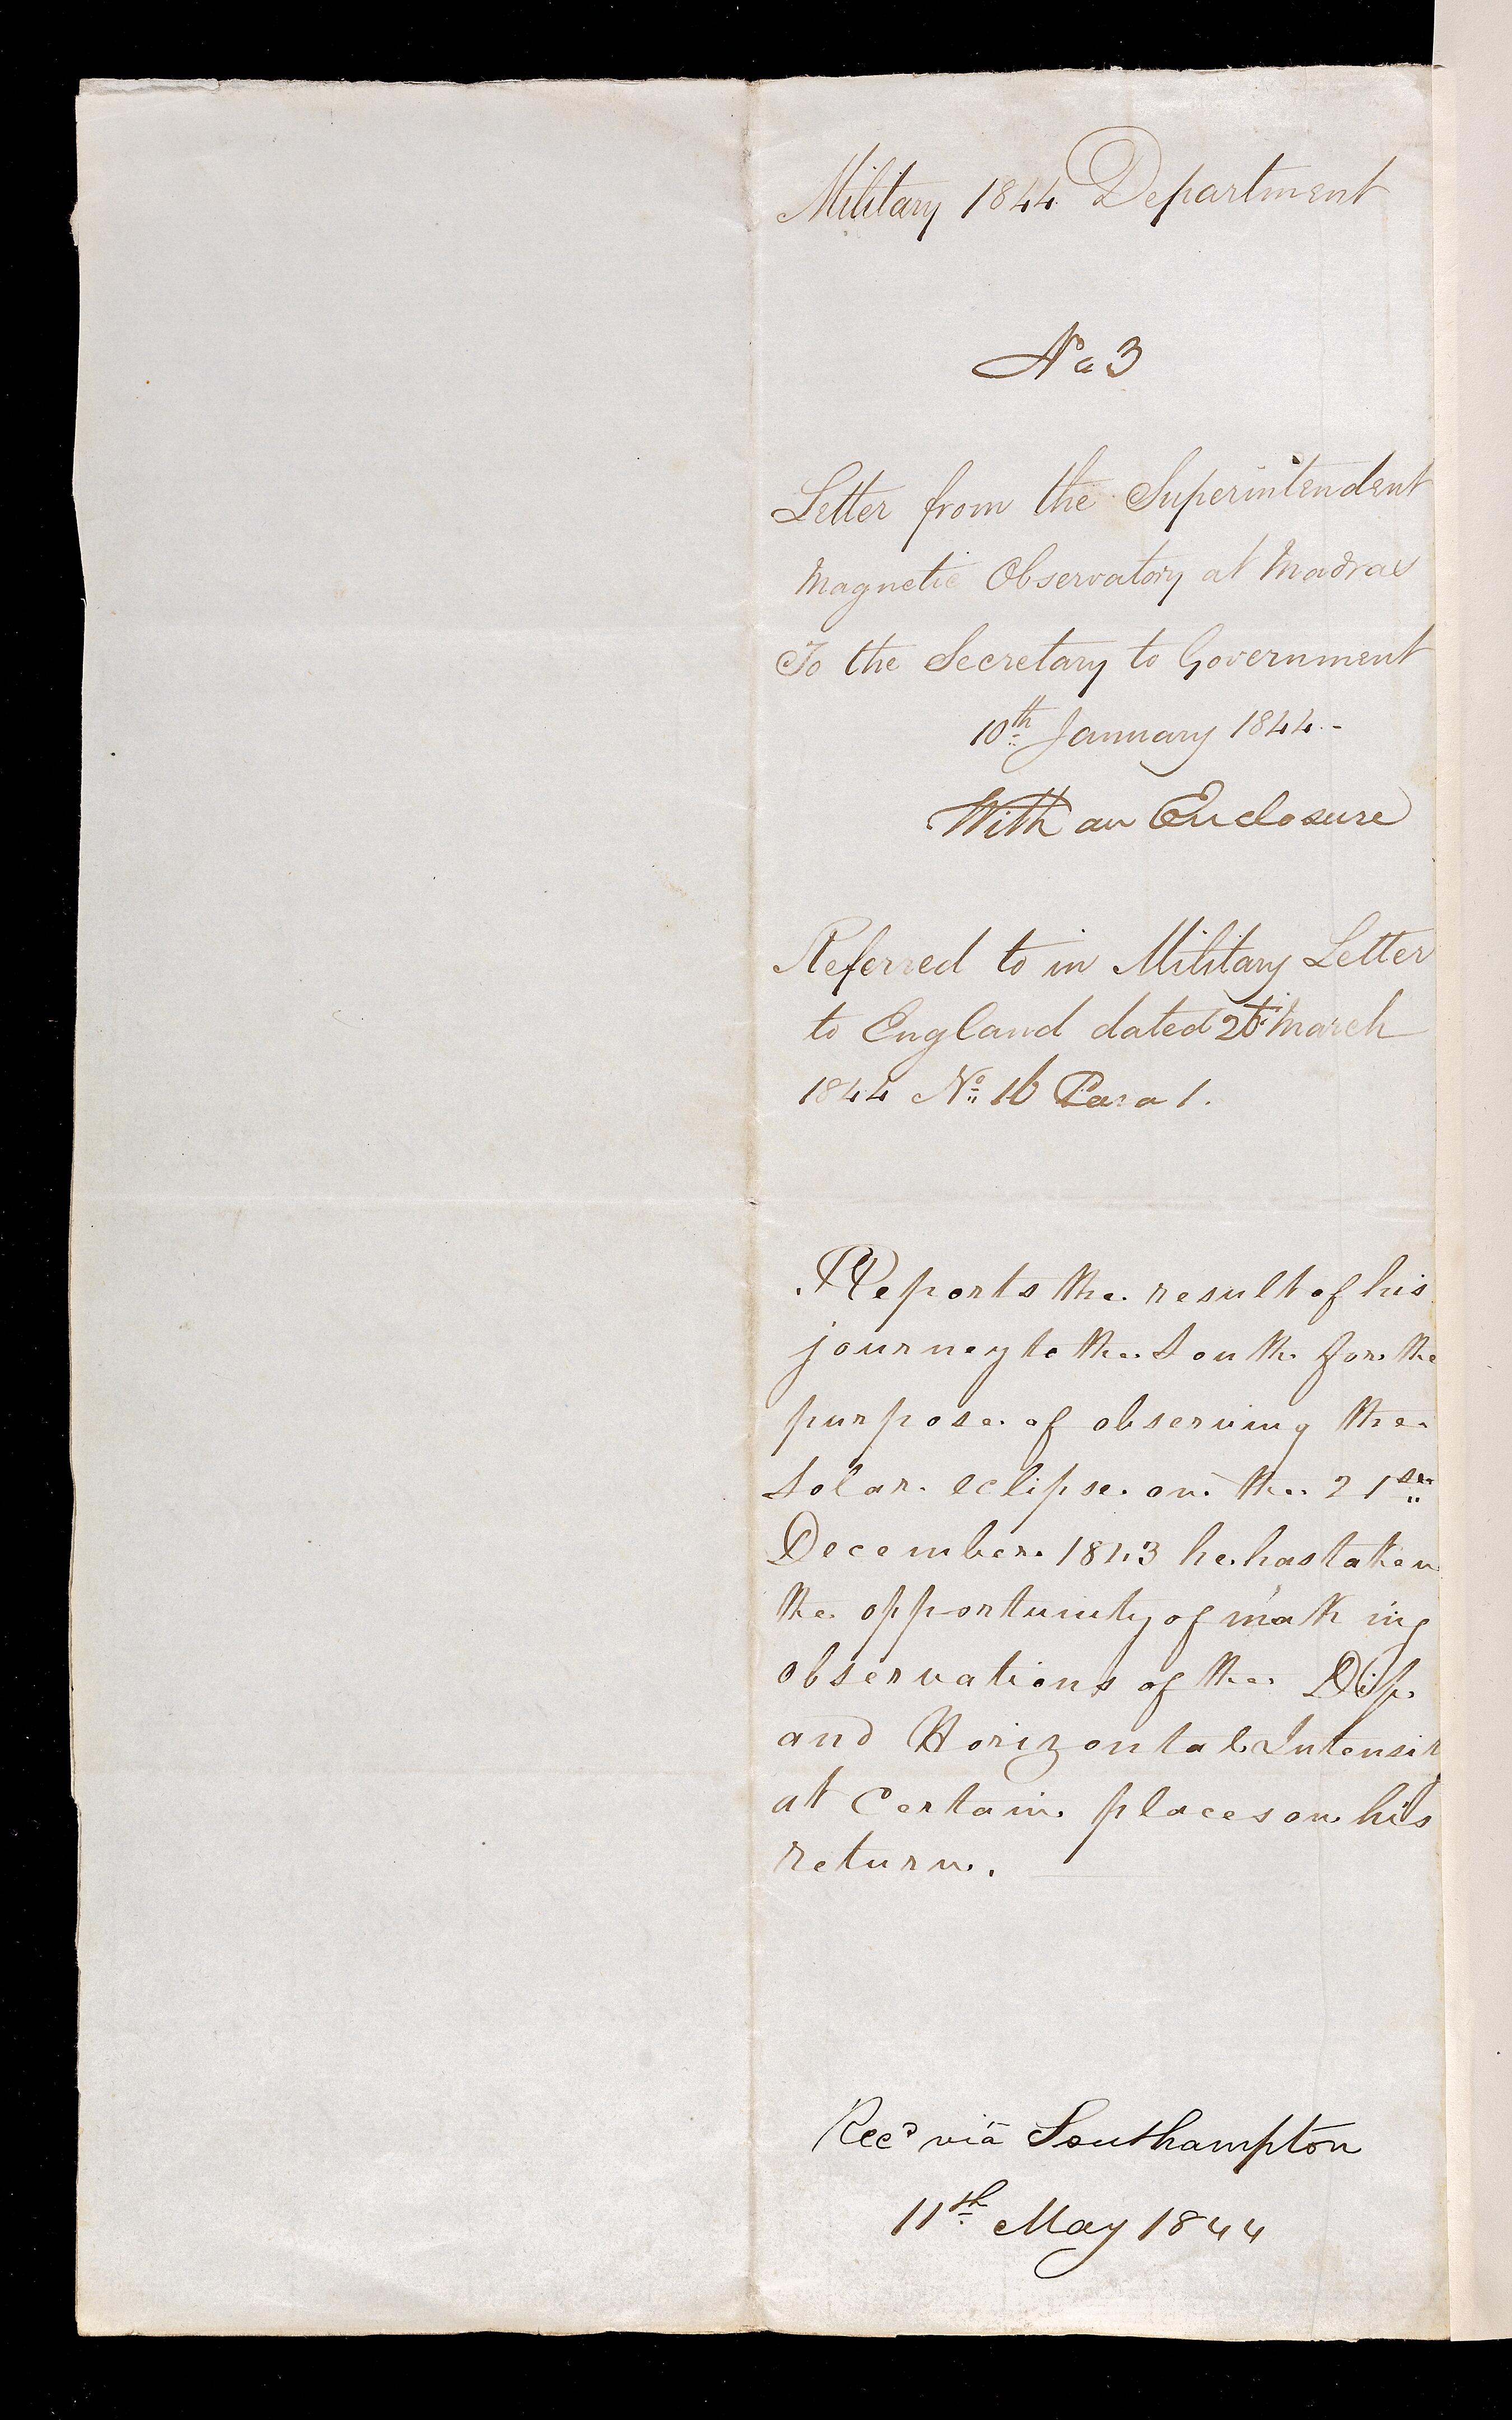 Military 1844 Department
No 3
Letter from the Superintendent
Magnetic Observatory at Madras
To the Secretary to Government
10th January 1844 -
With an Enclosure
Referred to in Military Letter
to England dated 26th March
1844 No. 16 Para 1.
Reports the result of his
journey to the South for the
purpose of observing the
Solar eclipse on the 21st
December 1843 he has taken
the opportunity of making
observations of the Dip
and Horizontal Intensit
at Certain places on his
return.
Recd via Southampton
11th May 1844